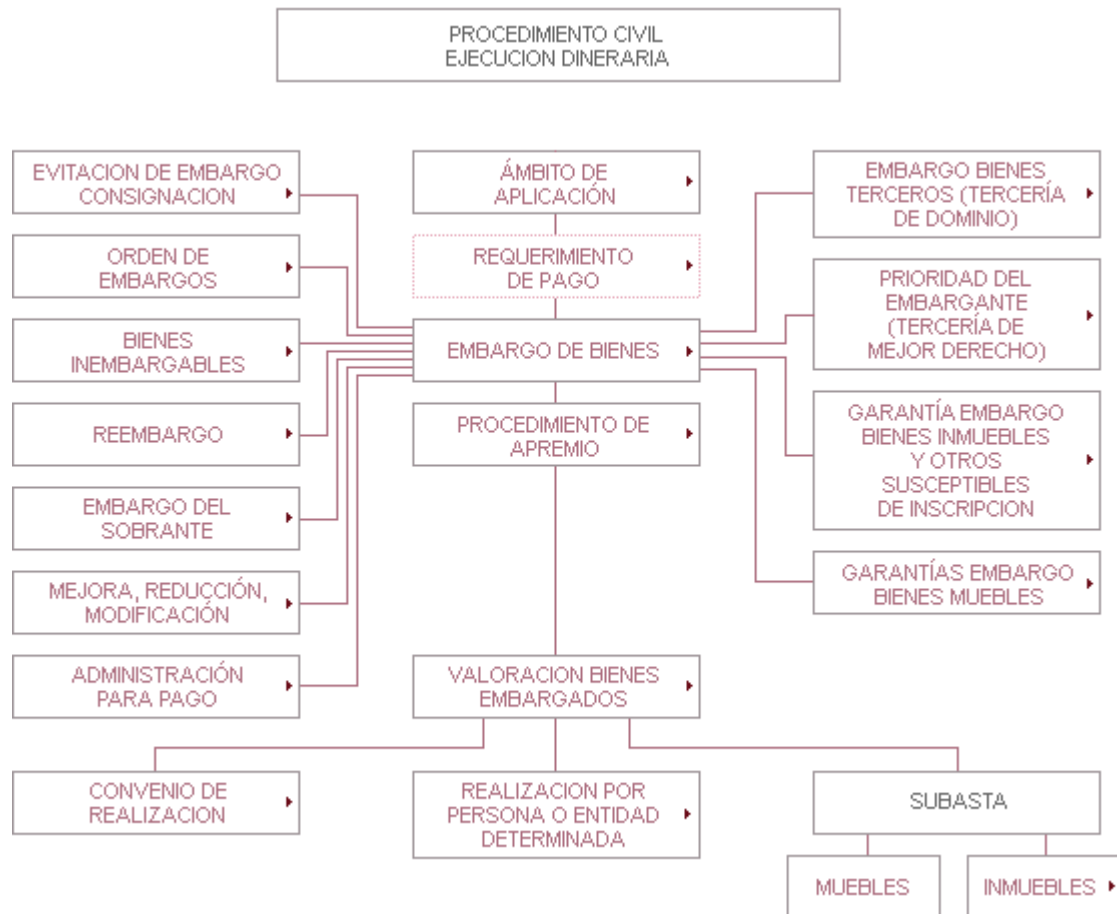 PROCEDIMIENTO CIVIL
EJECUCION DINERARIA
EVITACION DE EMBARGO
CONSIGNACION
ÁMBITO DE
APLICACIÓN
EMBARGO BIENES
TERCEROS (TERCERÍA
DE DOMINIO)
ORDEN DE
EMBARGOS
REQUERIMIENTO
DE PAGO
PRIORIDAD DEL
EMBARGANTE
(TERCERÍA DE
MEJOR DERECHO)
BIENES
INEMBARGABLES
EMBARGO DE BIENES
REEMBARGO
PROCEDIMIENTO DE
APREMIO
GARANTÍA EMBARGO
BIENES INMUEBLES
Y OTROS
SUSCEPTIBLES
DE INSCRIPCION
EMBARGO DEL
SOBRANTE
MEJORA, REDUCCIÓN,
MODIFICACIÓN
GARANTÍAS EMBARGO
BIENES MUEBLES
ADMINISTRACIÓN
PARA PAGO
VALORACION BIENES
EMBARGADOS
CONVENIO DE
REALIZACION
REALIZACION POR
PERSONA O ENTIDAD
DETERMINADA
SUBASTA
MUEBLES
INMUEBLES